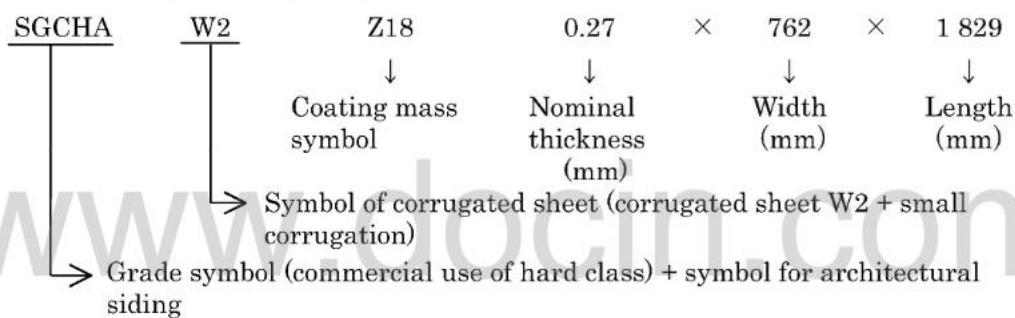 SGCHA W2 Z18 0.27 × 762 × 1 829
↓ ↓ ↓ ↓
Coating mass Nominal Width Length
symbol thickness (mm) (mm)
(mm)
Symbol of corrugated sheet (corrugated sheet W2 + small
corrugation)
Grade symbol (commercial use of hard class) + symbol for architectural
siding
www.docin.com